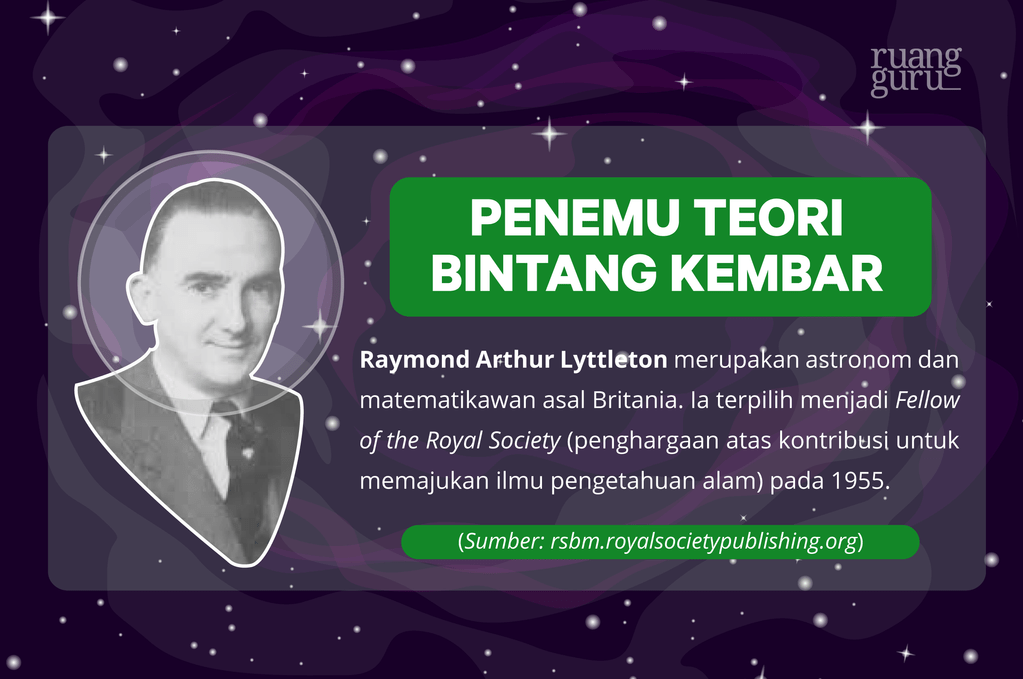 ruang
guru_
PENEMU TEORI
BINTANG KEMBAR
Raymond Arthur Lyttleton merupakan astronom dan
matematikawan asal Britania. Ia terpilih menjadi Fellow
of the Royal Society (penghargaan atas kontribusi untuk
memajukan ilmu pengetahuan alam) pada 1955.
(Sumber: rsbm.royalsocietypublishing.org)